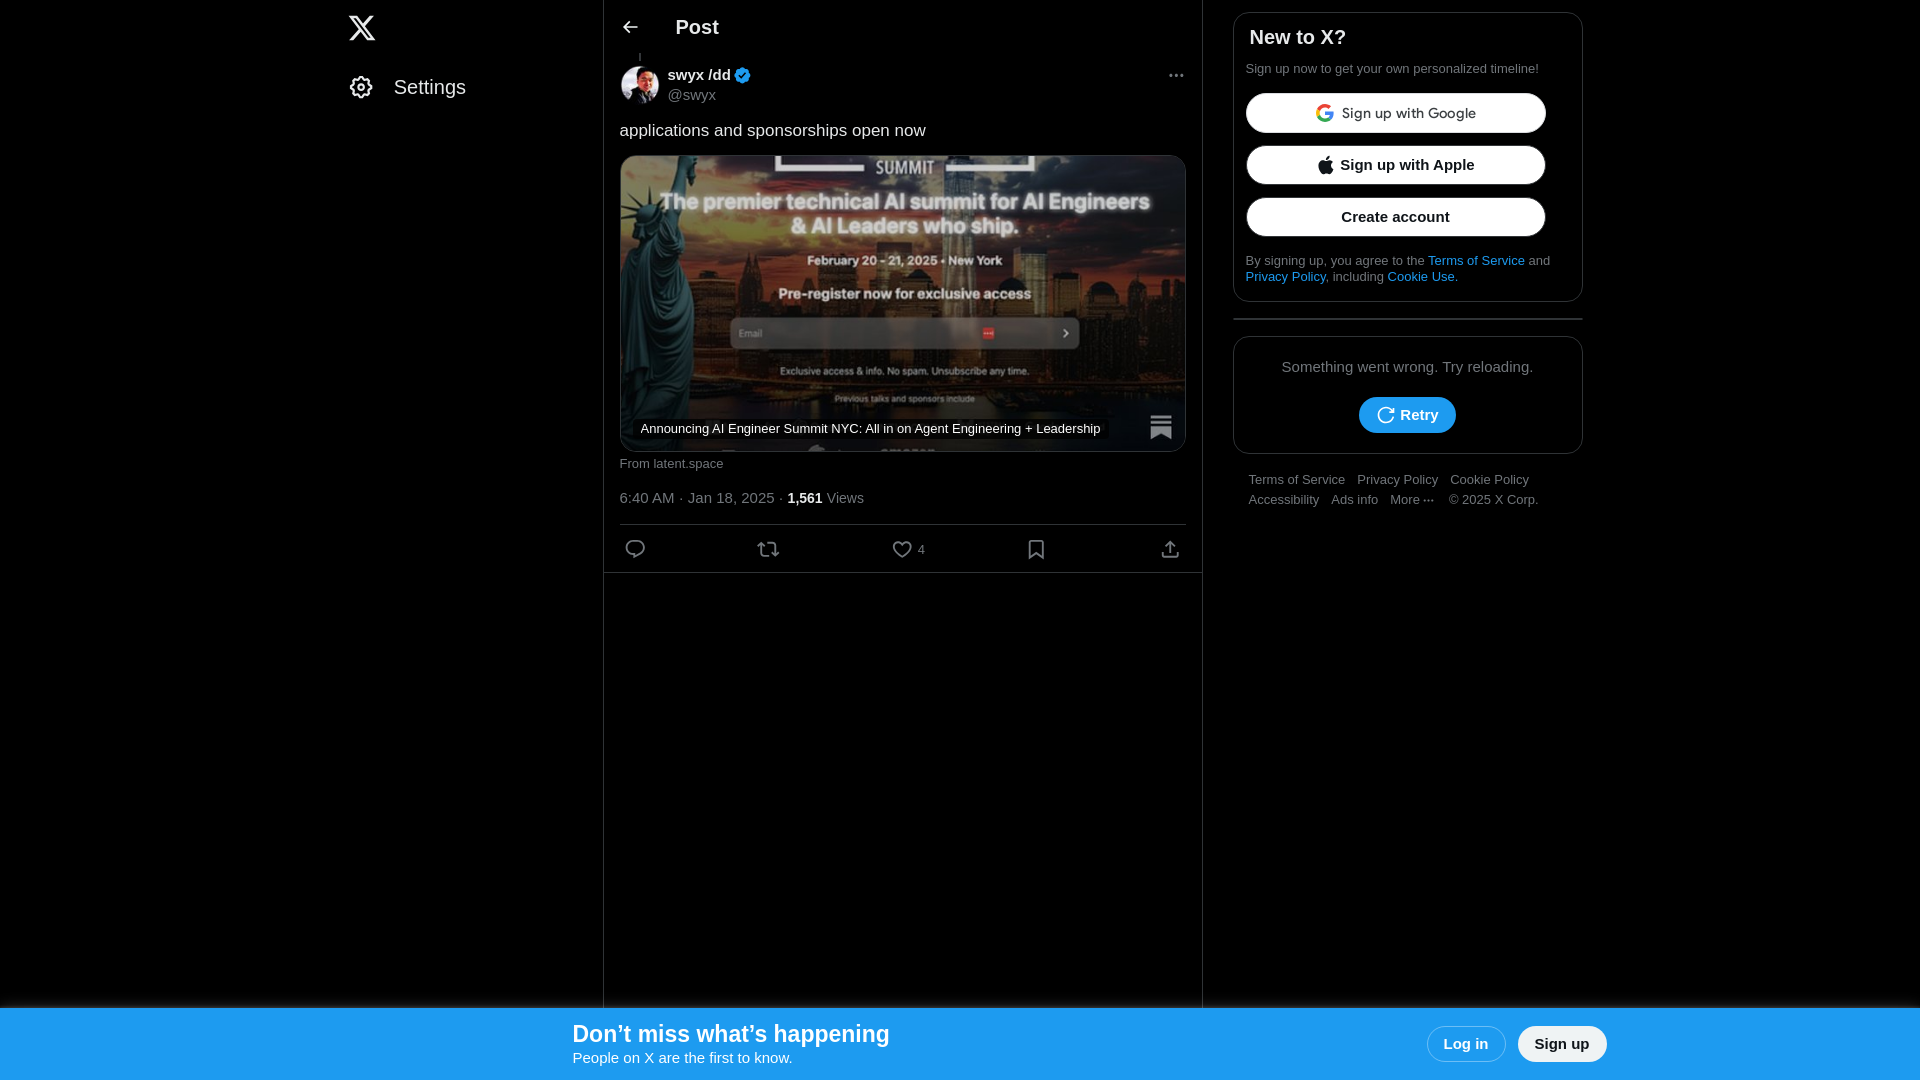 Settings
Post
swyx /dd
@swyx
applications and sponsorships open now
SUMMIT
The premier technical AI summit for AI Engineers
& AI Leaders who ship.
February 20 - 21, 2025 • New York
Pre-register now for exclusive access
Email
Exclusive access & info. No spam. Unsubscribe any time.
Previous talks and sponsors include
Announcing AI Engineer Summit NYC: All in on Agent Engineering + Leadership
From latent.space
6:40 AM · Jan 18, 2025 · 1,561 Views
4
New to X?
Sign up now to get your own personalized timeline!
Sign up with Google
Sign up with Apple
Create account
By signing up, you agree to the Terms of Service and
Privacy Policy, including Cookie Use.
Something went wrong. Try reloading.
Retry
Terms of Service Privacy Policy Cookie Policy
Accessibility Ads info More ··· © 2025 X Corp.
Don’t miss what’s happening
People on X are the first to know.
Log in
Sign up